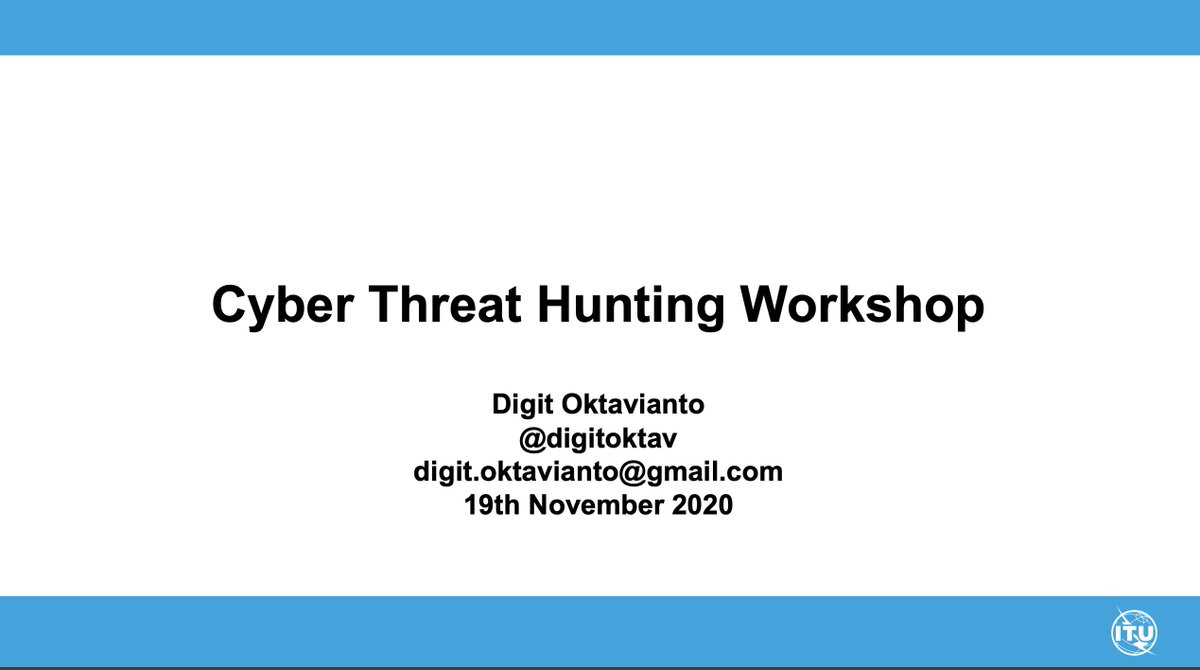 Cyber Threat Hunting Workshop
Digit Oktavianto
@digitoktav
digit.oktavianto@gmail.com
19th November 2020
ITU